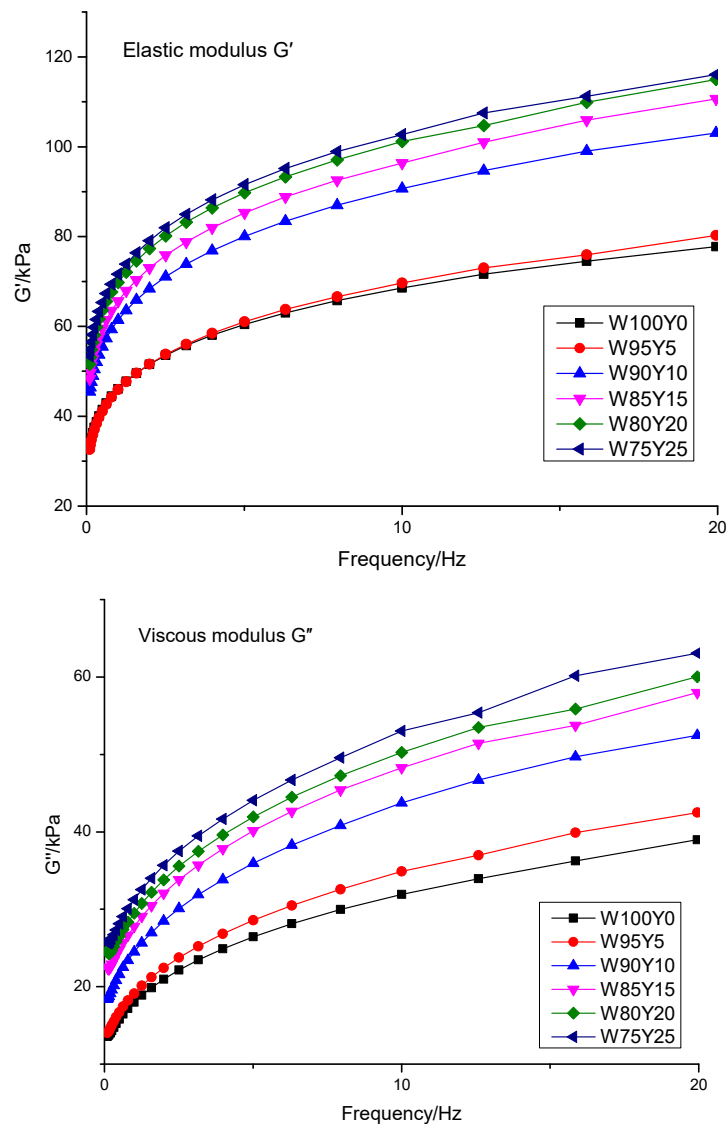 Elastic modulus G′
120
100
80
60
40
20
G'/kPa
W100Y0
W95Y5
W90Y10
W85Y15
W80Y20
W75Y25
0
10
20
Frequency/Hz
Viscous modulus G″
60
40
20
G''/kPa
W100Y0
W95Y5
W90Y10
W85Y15
W80Y20
W75Y25
0
10
20
Frequency/Hz